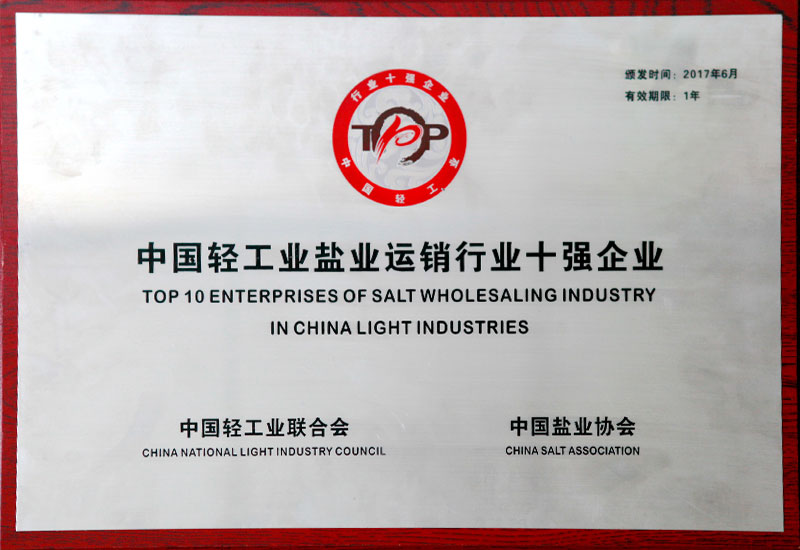 颁发时间：2017年6月
有效期限：1年
行业十强企业
TOP
中国轻工业
中国轻工业盐业运销行业十强企业
TOP 10 ENTERPRISES OF SALT WHOLESALING INDUSTRY
IN CHINA LIGHT INDUSTRIES
中国轻工业联合会
中国盐业协会
CHINA NATIONAL LIGHT INDUSTRY COUNCIL
CHINA SALT ASSOCIATION